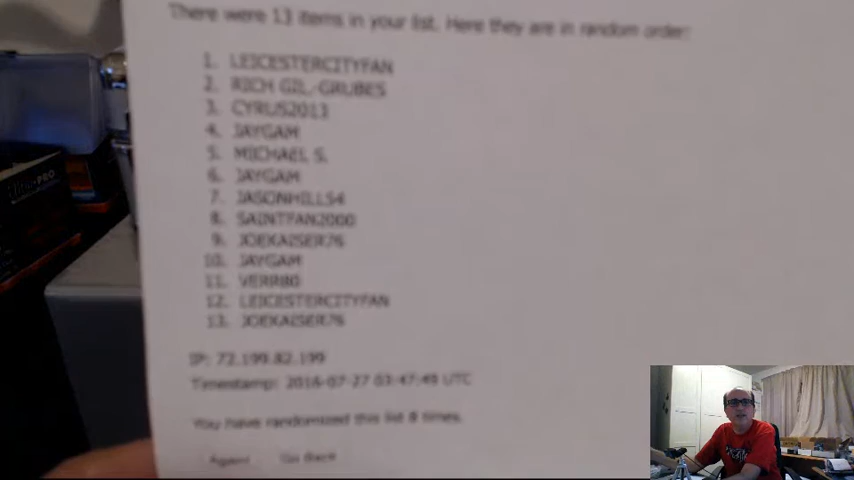 There were 13 items in your list. Here they are in random order:
1. LEICESTERCITYFAN
2. RICH GIL-GRUBES
3. CYRUS2013
4. JAYGAM
5. MICHAEL S.
6. JAYGAM
7. JASONHILL54
8. SAINTFAN2000
9. JOEKAISER76
10. JAYGAM
11. VERR80
12. LEICESTERCITYFAN
13. JOEKAISER76
IP: 72.199.82.199
Timestamp: 2016-07-27 03:47:49 UTC
You have randomized this list 8 times.
Again! Go Back
PRO